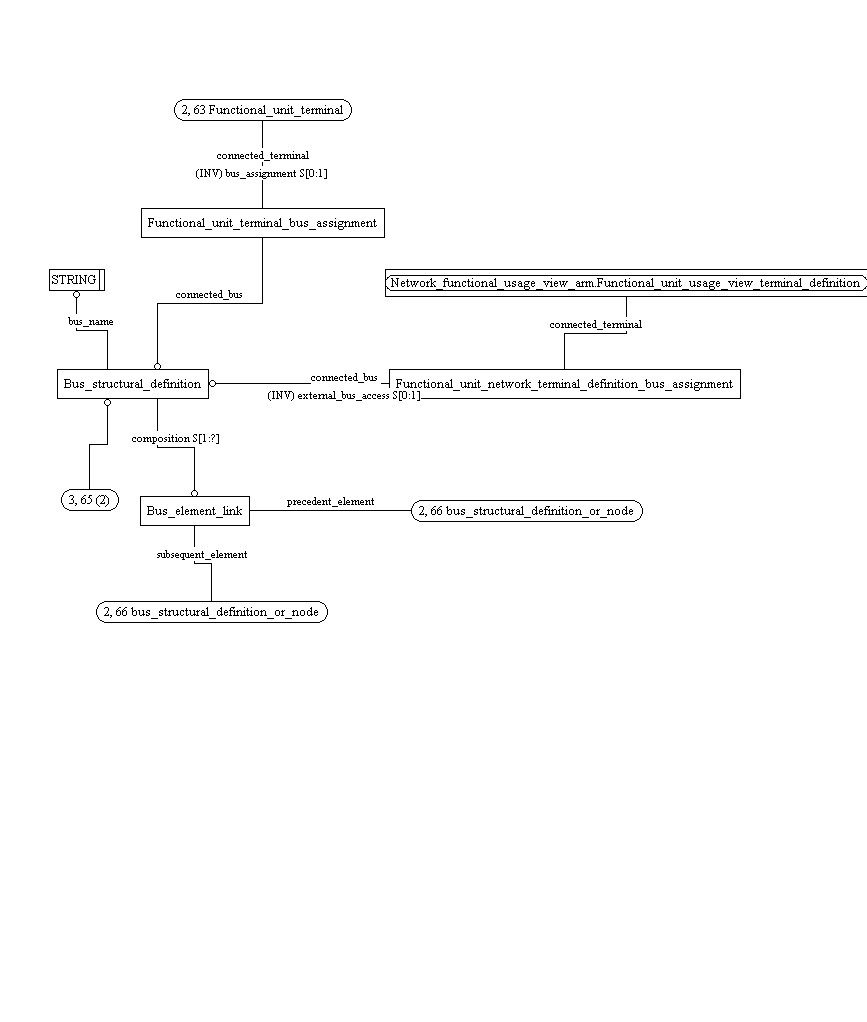 2, 63 Functional_unit_terminal
connected_terminal
(INV) bus_assignment S[0:1]
Functional_unit_terminal_bus_assignment
STRING
Network_functional_usage_view_arm.Functional_unit_usage_view_terminal_definition
connected_bus
bus_name
connected_terminal
Bus_structural_definition
connected_bus
(INV) external_bus_access S[0:1]
Functional_unit_network_terminal_definition_bus_assignment
composition S[1:?]
3, 65 (2)
Bus_element_link
precedent_element
2, 66 bus_structural_definition_or_node
subsequent_element
2, 66 bus_structural_definition_or_node